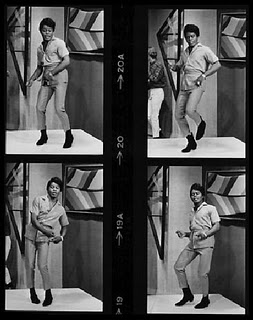 → 20A
→ 20
→ 19A
→ 19